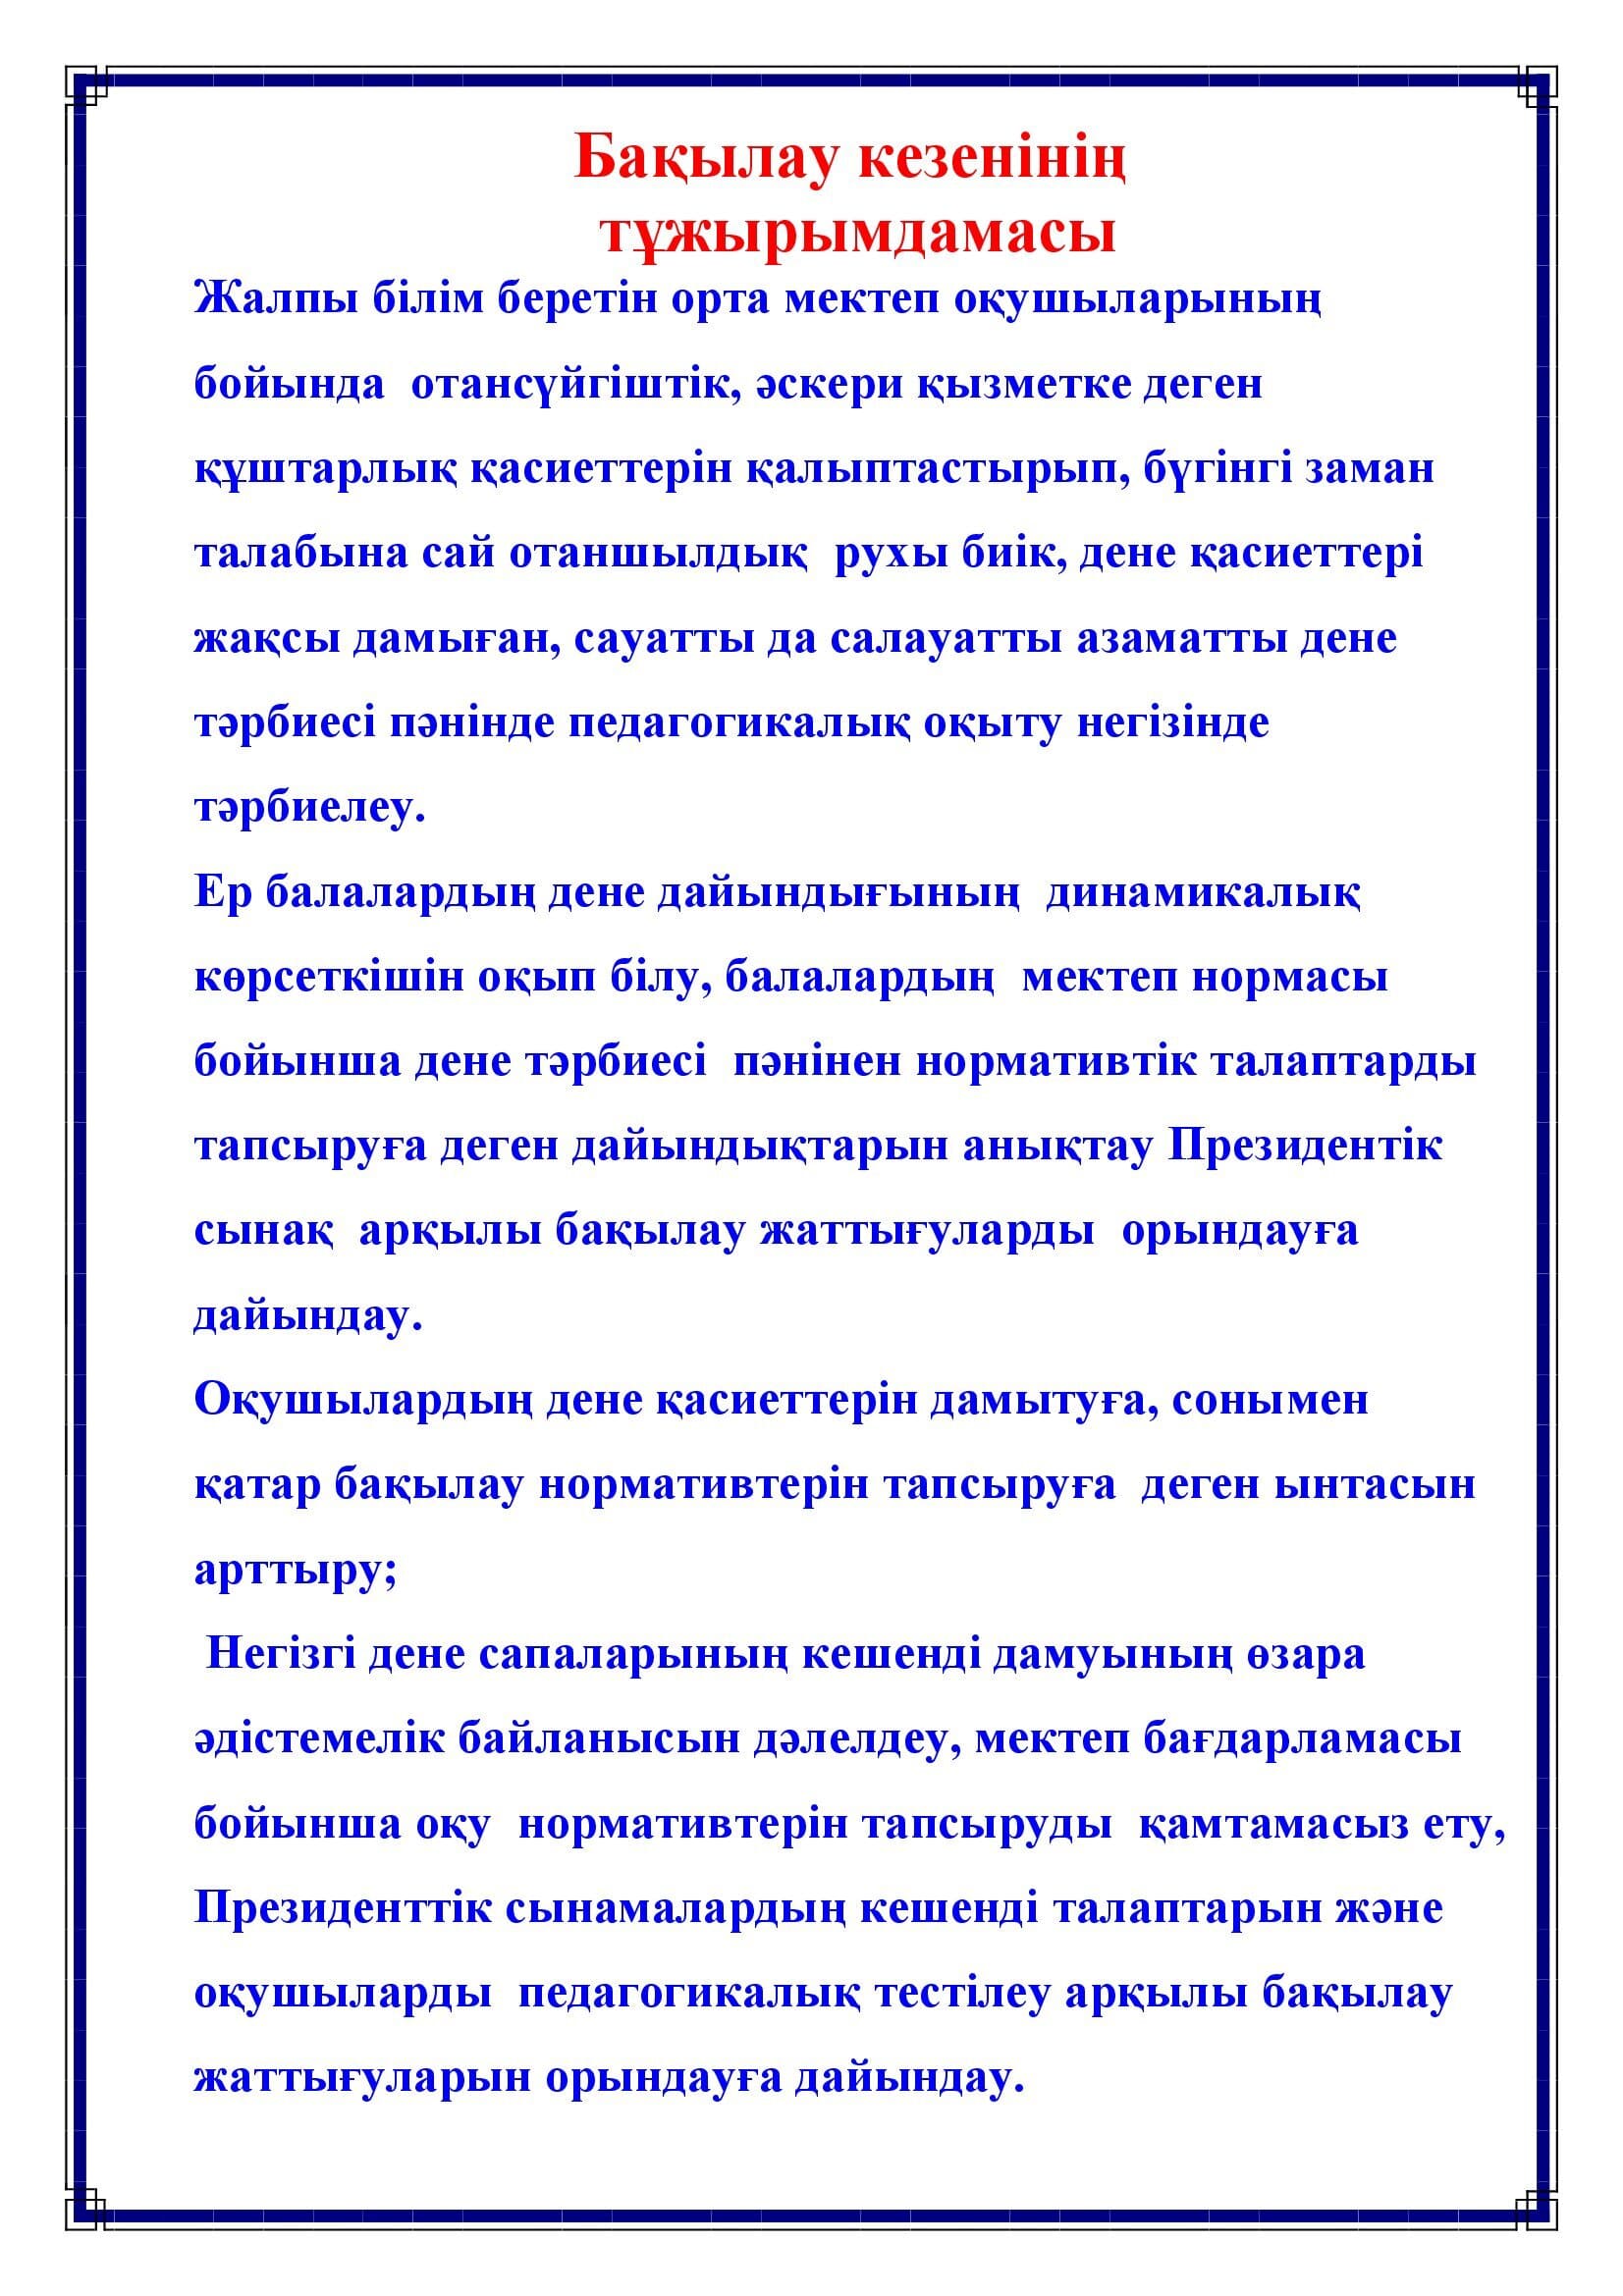 Бақылау кезенінің
тұжырымдамасы
Жалпы білім беретін орта мектеп оқушыларының
бойында отансүйгіштік, әскери қызметке деген
құштарлық қасиеттерін қалыптастырып, бүгінгі заман
талабына сай отаншылдық рухы биік, дене қасиеттері
жақсы дамыған, сауатты да салауатты азаматты дене
тәрбиесі пәнінде педагогикалық оқыту негізінде
тәрбиелеу.
Ер балалардың дене дайындығының динамикалық
көрсеткішін оқып білу, балалардың мектеп нормасы
бойынша дене тәрбиесі пәнінен нормативтік талаптарды
тапсыруға деген дайындықтарын анықтау Президентік
сынақ арқылы бақылау жаттығуларды орындауға
дайындау.
Оқушылардың дене қасиеттерін дамытуға, сонымен
қатар бақылау нормативтерін тапсыруға деген ынтасын
арттыру;
Негізгі дене сапаларының кешенді дамуының өзара
әдістемелік байланысын дәлелдеу, мектеп бағдарламасы
бойынша оқу нормативтерін тапсыруды қамтамасыз ету,
Президенттік сынамалардың кешенді талаптарын және
оқушыларды педагогикалық тестілеу арқылы бақылау
жаттығуларын орындауға дайындау.